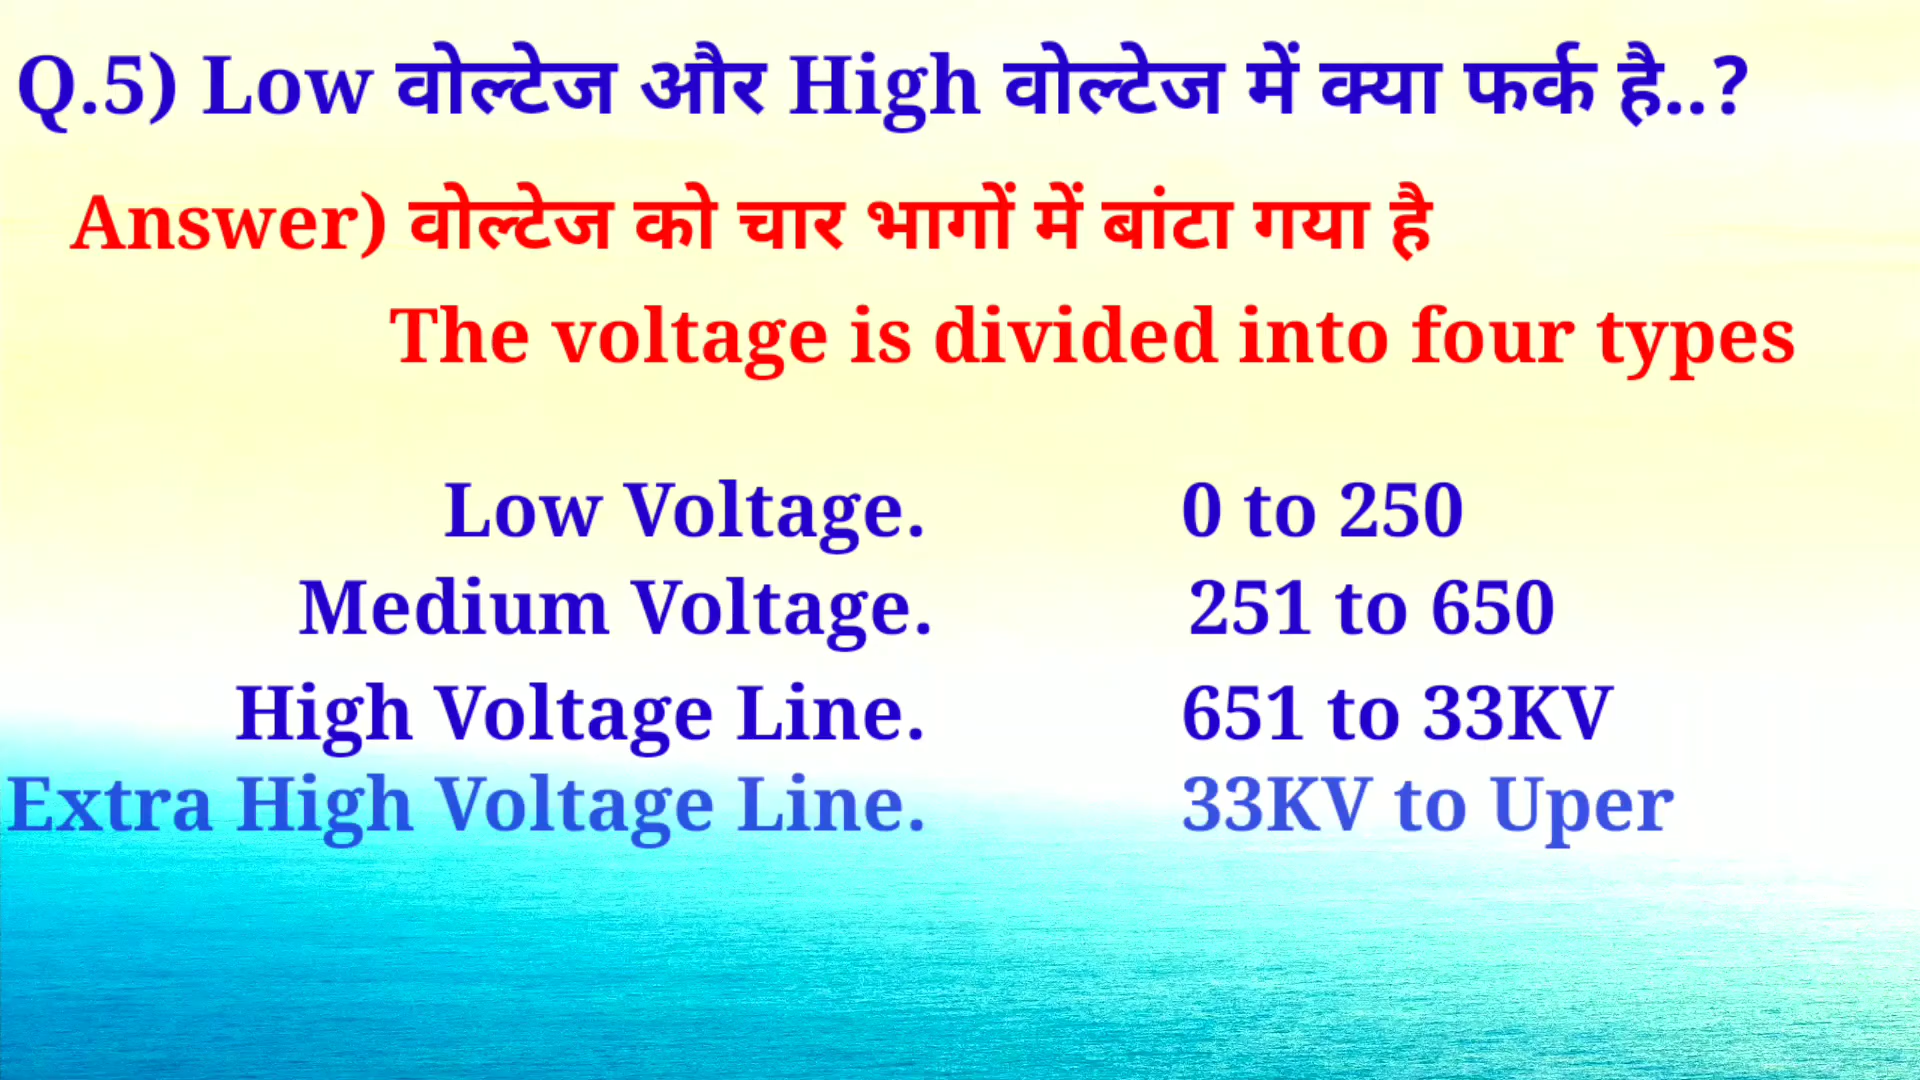 Q.5) Low वोल्टेज और High वोल्टेज में क्या फर्क है..?
Answer) वोल्टेज को चार भागों में बांटा गया है
The voltage is divided into four types
Low Voltage. 0 to 250
Medium Voltage. 251 to 650
High Voltage Line. 651 to 33KV
Extra High Voltage Line. 33KV to Uper